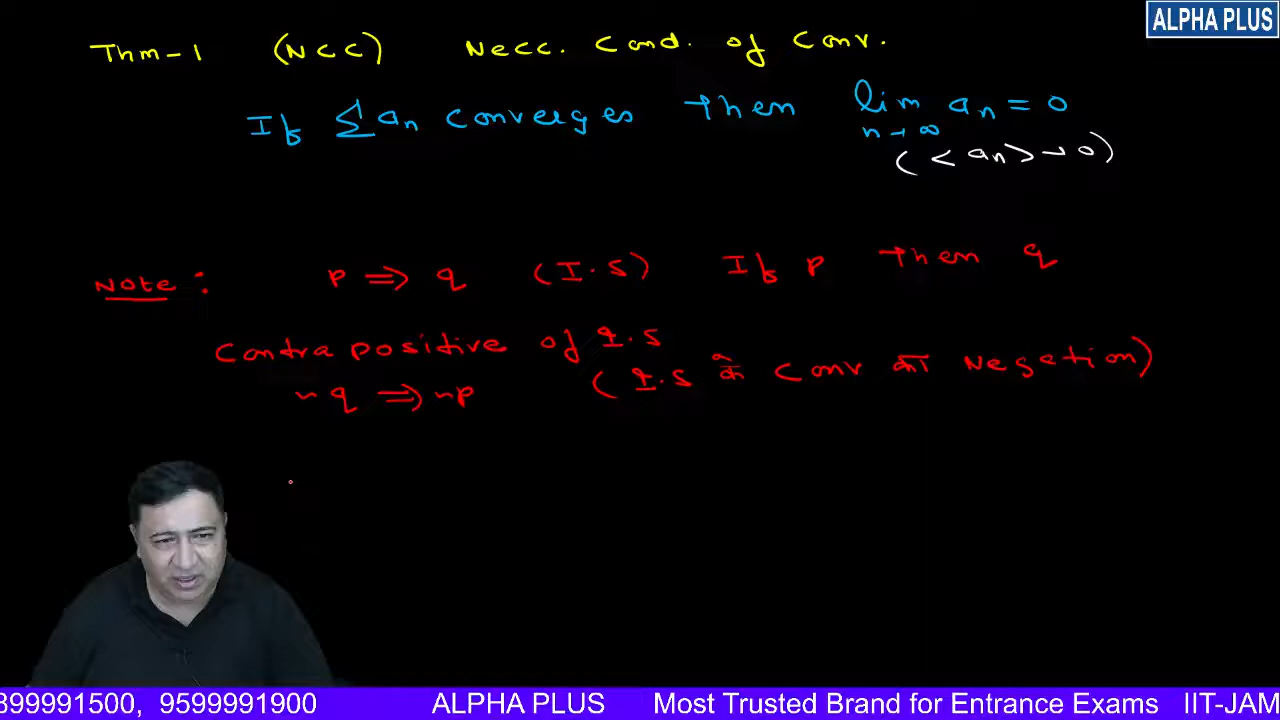 ALPHA PLUS
Thm-1 (NCC) Necc. Cond. of Conv.
If Σan converges then lim an = 0
n→∞
(<an>→0)
Note: p ⇒ q (I.S) If p then q
Contrapositive of I.S
(I.S के Conv का Negation)
~q ⇒ ~p
899991500, 9599991900 ALPHA PLUS Most Trusted Brand for Entrance Exams IIT-JAM